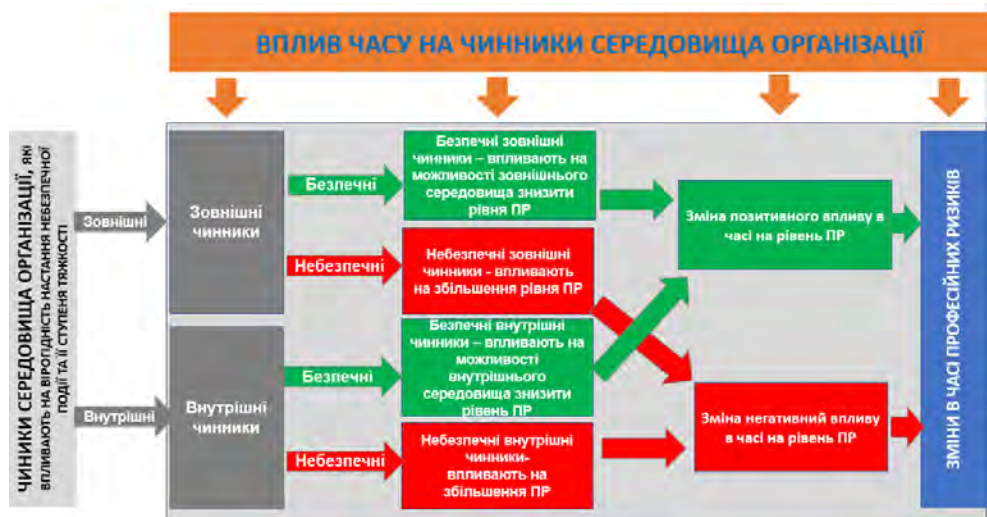 ВПЛИВ ЧАСУ НА ЧИННИКИ СЕРЕДОВИЩА ОРГАНІЗАЦІЇ
ЧИННИКИ СЕРЕДОВИЩА ОРГАНІЗАЦІЇ, які
ВПЛИВАЮТЬ НА ВІРОГІДНІСТЬ НАСТАННЯ НЕБЕЗПЕЧНОЇ
ПОДІЇ ТА ЇЇ СТУПЕНЯ ТЯЖКОСТІ
Зовнішні
Внутрішні
Зовнішні
чинники
Внутрішні
чинники
Безпечні
Небезпечні
Безпечні
Небезпечні
Безпечні зовнішні
чинники – впливають на
можливості зовнішнього
середовища знизити
рівня ПР
Небезпечні зовнішні
чинники - впливають
на збільшення рівня ПР
Безпечні внутрішні
чинники – впливають на
можливості
внутрішнього
середовища знизити
рівень ПР
Небезпечні внутрішні
чинники-
впливають на
збільшення ПР
Зміна позитивного впливу в
часі на рівень ПР
Зміна негативний впливу
в часі на рівень ПР
ЗМІНИ В ЧАСІ ПРОФЕСІЙНИХ РИЗИКІВ